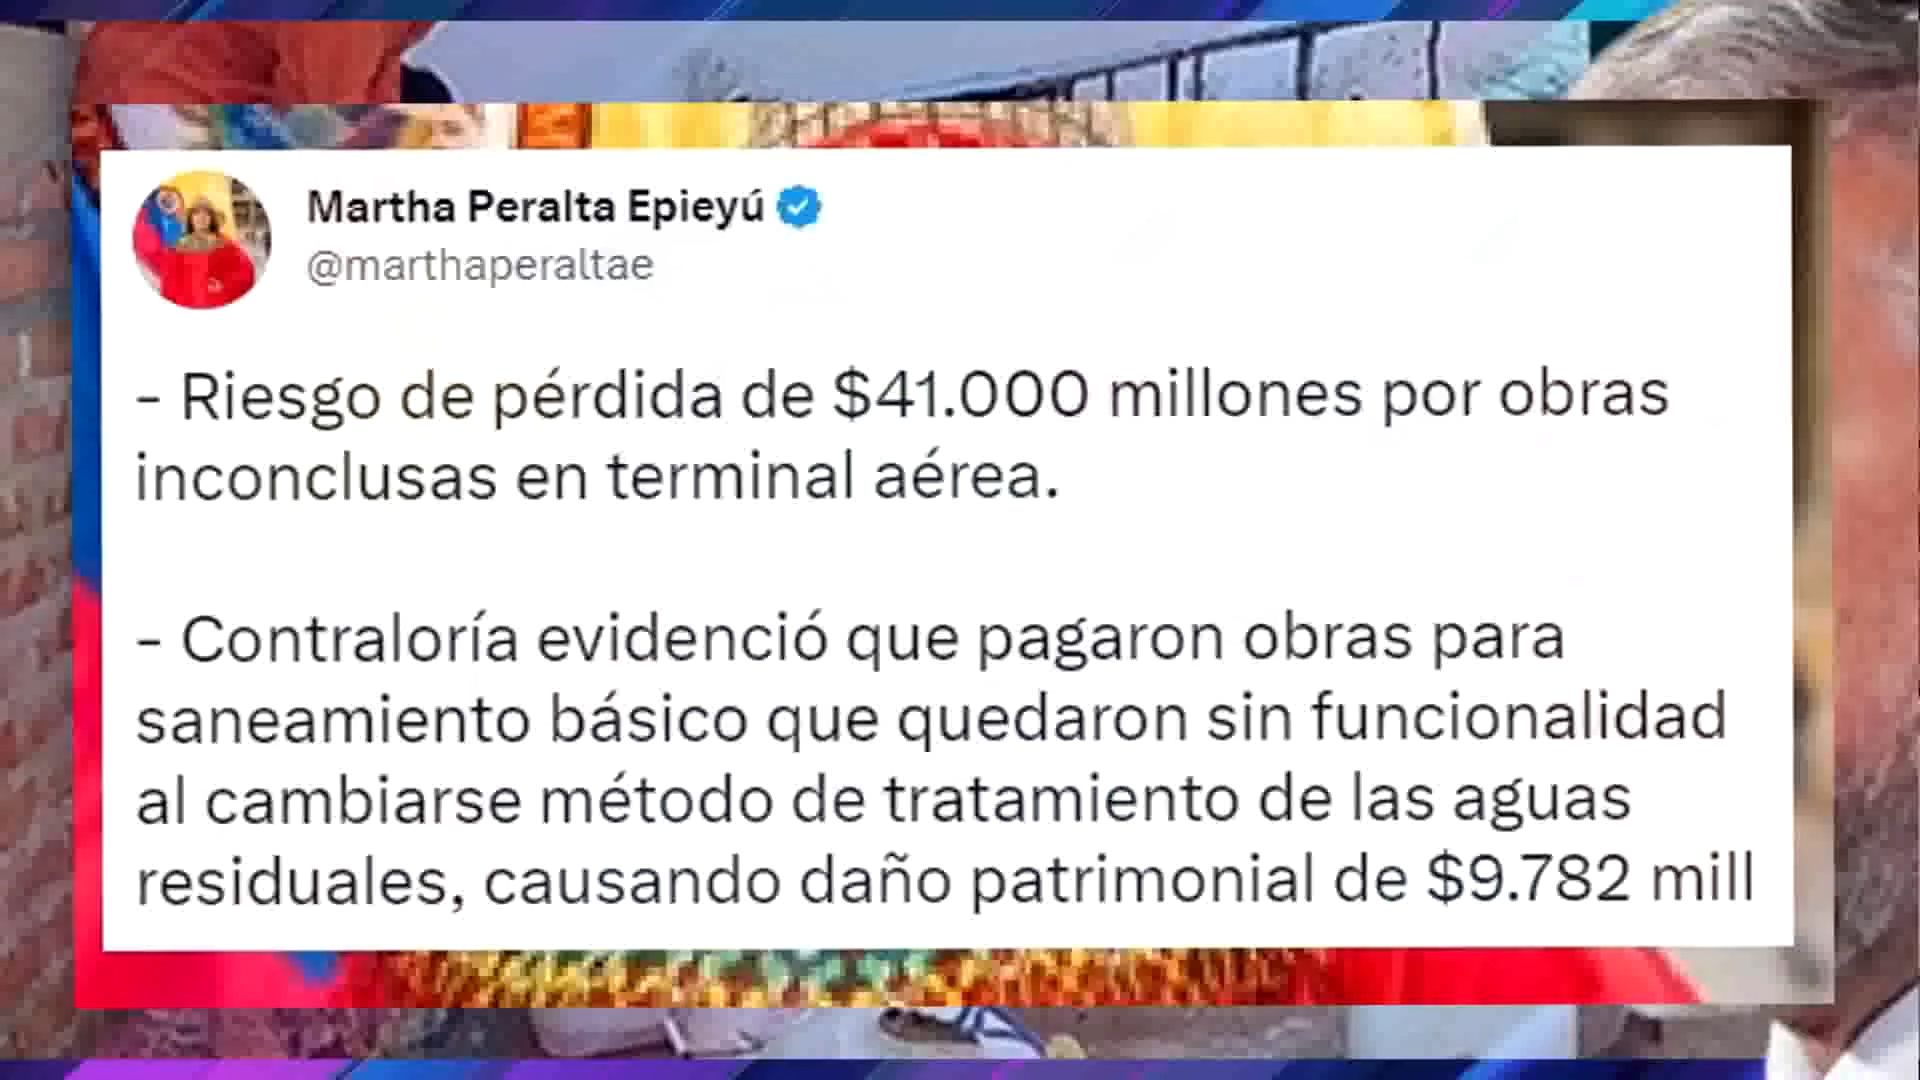 Martha Peralta Epieyú
@marthaperaltae
- Riesgo de pérdida de $41.000 millones por obras
inconclusas en terminal aérea.
- Contraloría evidenció que pagaron obras para
saneamiento básico que quedaron sin funcionalidad
al cambiarse método de tratamiento de las aguas
residuales, causando daño patrimonial de $9.782 mill